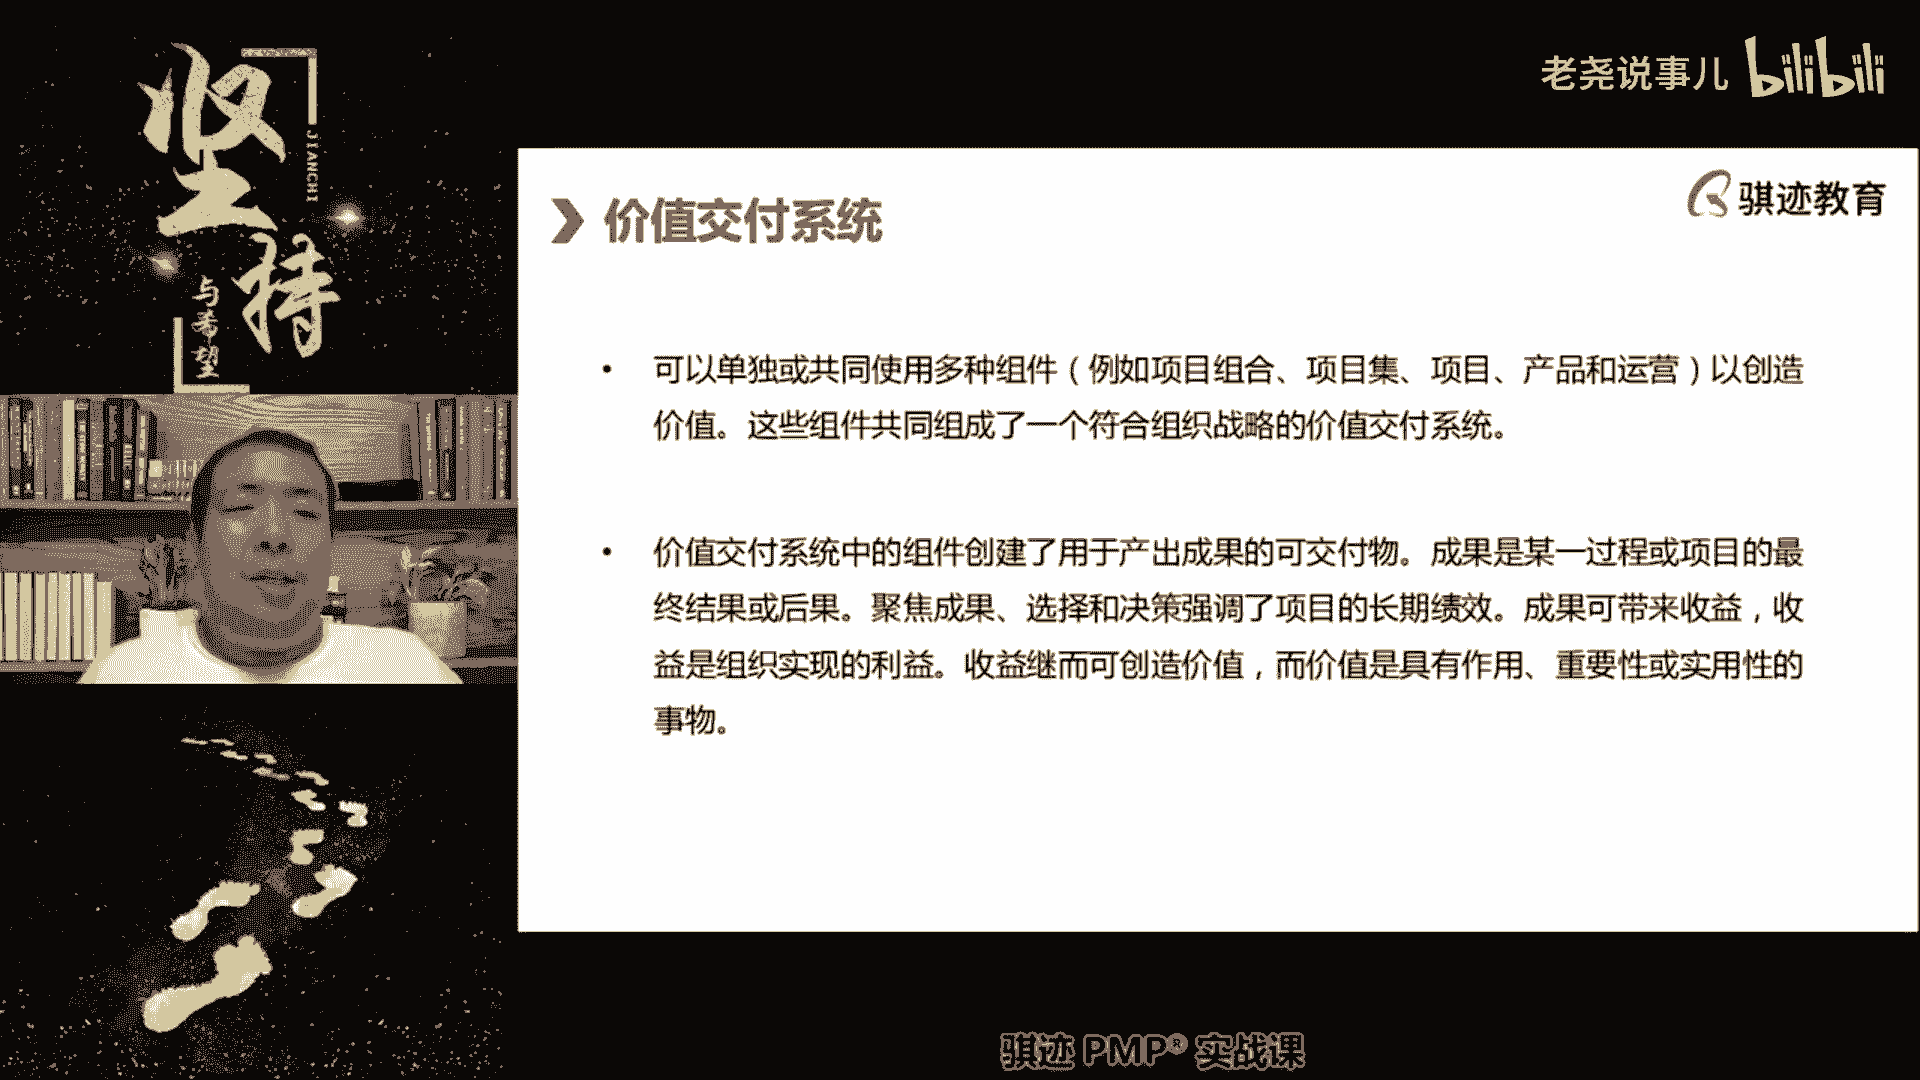 坚持
JIANCHI
与希望
老尧说事儿 bilibili
骐迹教育
价值交付系统
• 可以单独或共同使用多种组件（例如项目组合、项目集、项目、产品和运营）以创造
价值。这些组件共同组成了一个符合组织战略的价值交付系统。
• 价值交付系统中的组件创建了用于产出成果的可交付物。成果是某一过程或项目的最
终结果或后果。聚焦成果、选择和决策强调了项目的长期绩效。成果可带来收益，收
益是组织实现的利益。收益继而可创造价值，而价值是具有作用、重要性或实用性的
事物。
骐迹 PMP® 实战课